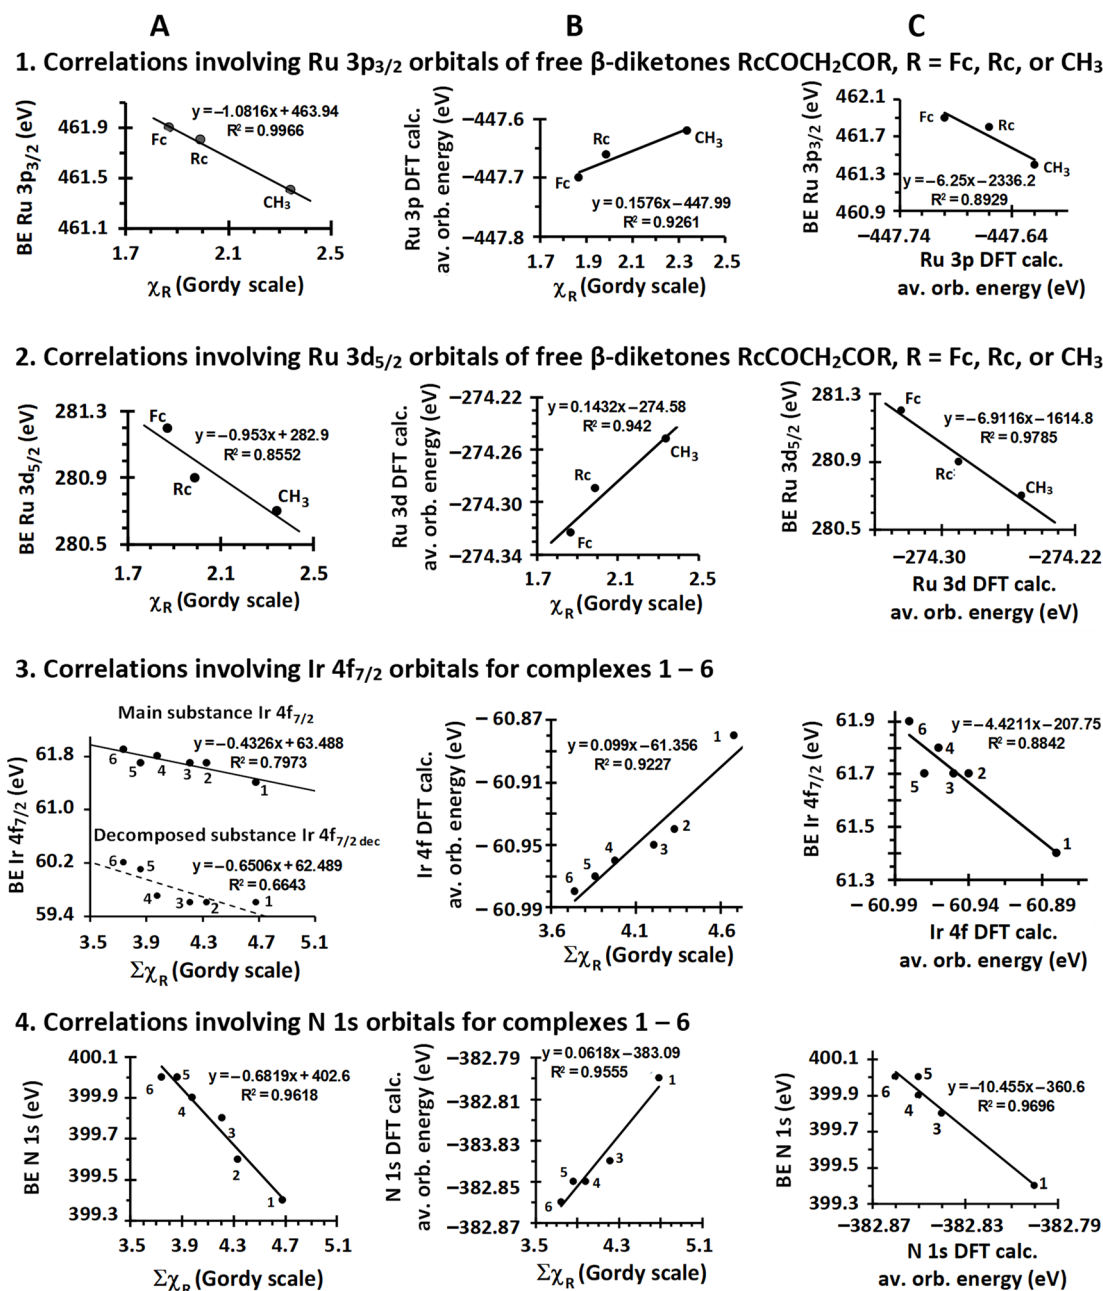 A B C
1. Correlations involving Ru 3p3/2 orbitals of free β-diketones RcCOCH2COR, R = Fc, Rc, or CH3
BE Ru 3p3/2 (eV)
461.9
461.5
461.1
y=−1.0816x+463.94
R2=0.9966
Fc
Rc
CH3
1.7 2.1 2.5
χR (Gordy scale)
Ru 3p DFT calc.
av. orb. energy (eV)
−447.6
−447.7
−447.8
Rc
CH3
Fc
y=0.1576x−447.99
R2=0.9261
1.7 1.9 2.1 2.3 2.5
χR (Gordy scale)
BE Ru 3p3/2 (eV)
462.1
461.7
461.3
460.9
Fc
Rc
CH3
y=−6.25x−2336.2
R2=0.8929
−447.74 −447.64
Ru 3p DFT calc.
av. orb. energy (eV)
2. Correlations involving Ru 3d5/2 orbitals of free β-diketones RcCOCH2COR, R = Fc, Rc, or CH3
BE Ru 3d5/2 (eV)
281.3
280.9
280.5
Fc
y=−0.953x+282.9
R2=0.8552
Rc
CH3
1.7 2.1 2.5
χR (Gordy scale)
Ru 3d DFT calc.
av. orb. energy (eV)
−274.22
−274.26
−274.30
−274.34
y=0.1432x−274.58
R2=0.942
CH3
Rc
Fc
1.7 2.1 2.5
χR (Gordy scale)
BE Ru 3d5/2 (eV)
281.3
280.9
280.5
Fc
y=−6.9116x−1614.8
R2=0.9785
Rc
CH3
−274.30 −274.22
Ru 3d DFT calc.
av. orb. energy (eV)
3. Correlations involving Ir 4f7/2 orbitals for complexes 1 – 6
BE Ir 4f7/2 (eV)
Main substance Ir 4f7/2
61.8
61.0
60.2
59.4
y=−0.4326x+63.488
R2=0.7973
6 5 4 3 2 1
Decomposed substance Ir 4f7/2 dec
y=−0.6506x+62.489
R2=0.6643
6 5 4 3 2 1
3.5 3.9 4.3 4.7 5.1
ΣχR (Gordy scale)
Ir 4f DFT calc.
av. orb. energy (eV)
−60.87
−60.91
−60.95
−60.99
y=0.099x−61.356
R2=0.9227
1
2
3
4
5
6
3.6 4.1 4.6
ΣχR (Gordy scale)
BE Ir 4f7/2 (eV)
61.9
61.7
61.5
61.3
y=−4.4211x−207.75
R2=0.8842
6
4
5 3 2
1
−60.99 −60.94 −60.89
Ir 4f DFT calc.
av. orb. energy (eV)
4. Correlations involving N 1s orbitals for complexes 1 – 6
BE N 1s (eV)
400.1
399.9
399.7
399.5
399.3
y=−0.6819x+402.6
R2=0.9618
6 5
4
3
2
1
3.5 3.9 4.3 4.7 5.1
ΣχR (Gordy scale)
N 1s DFT calc.
av. orb. energy (eV)
−382.79
−382.81
−383.83
−382.85
−382.87
y=0.0618x−383.09
R2=0.9555
1
3
5 4
6
3.5 4.3 5.1
ΣχR (Gordy scale)
BE N 1s (eV)
400.1
399.9
399.7
399.5
399.3
y=−10.455x−360.6
R2=0.9696
6 5
4
3
1
−382.87 −382.83 −382.79
N 1s DFT calc.
av. orb. energy (eV)